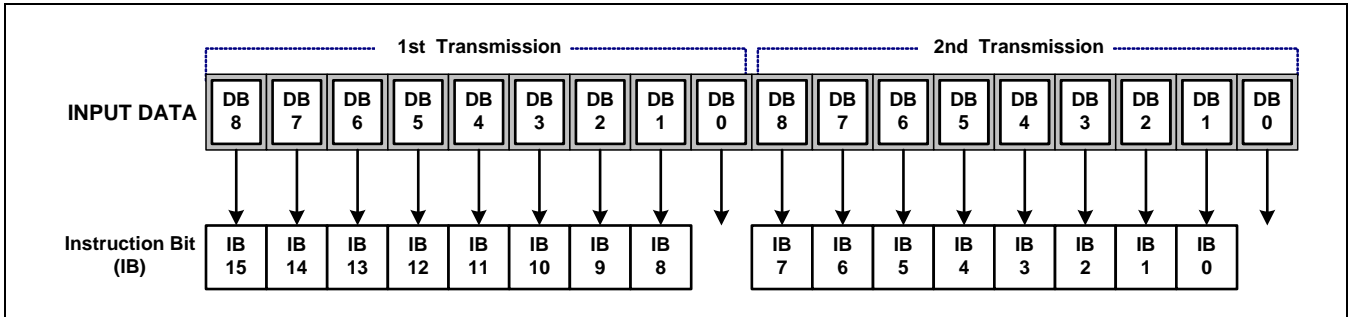 1st Transmission 2nd Transmission
INPUT DATA
DB 8 DB 7 DB 6 DB 5 DB 4 DB 3 DB 2 DB 1 DB 0 DB 8 DB 7 DB 6 DB 5 DB 4 DB 3 DB 2 DB 1 DB 0
Instruction Bit
(IB)
IB 15 IB 14 IB 13 IB 12 IB 11 IB 10 IB 9 IB 8 IB 7 IB 6 IB 5 IB 4 IB 3 IB 2 IB 1 IB 0